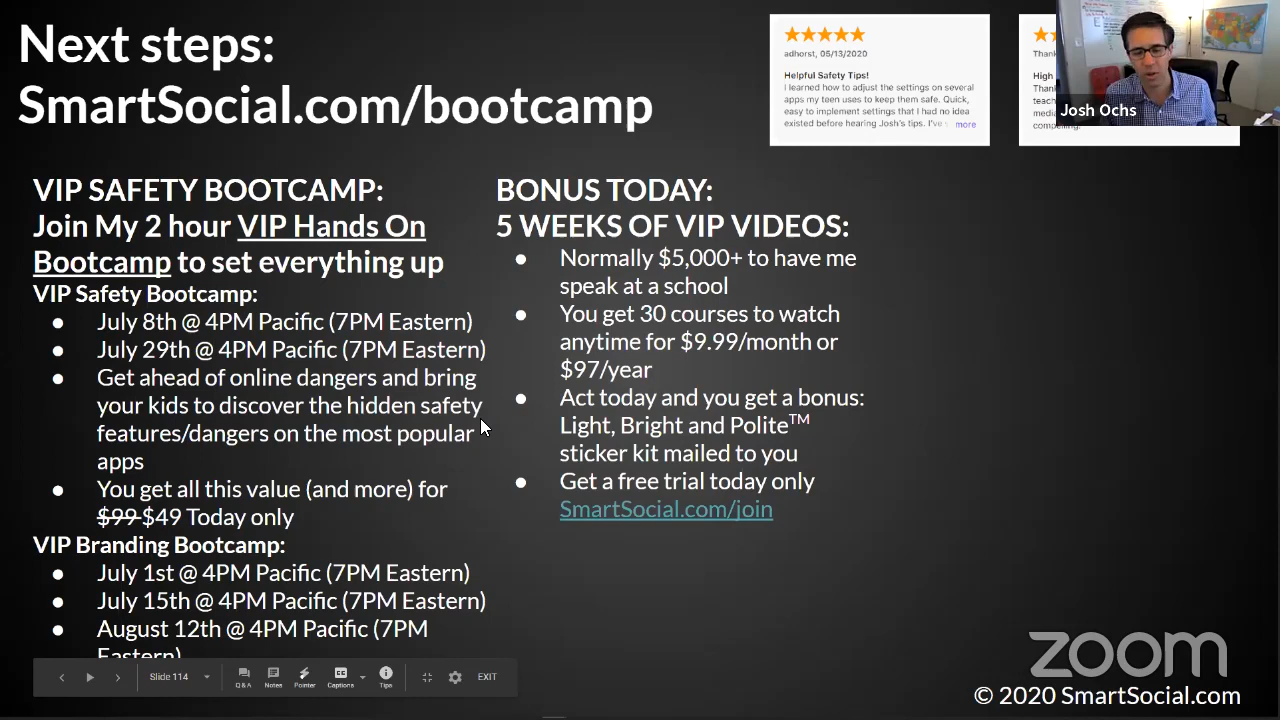 Next steps:
SmartSocial.com/bootcamp
★★★★★
adhorst, 05/13/2020
Helpful Safety Tips!
I learned how to adjust the settings on several
apps my teen uses to keep them safe. Quick,
easy to implement settings that I had no idea
existed before hearing Josh's tips. I've
more
Thank
High
Thank
teach
media
compelling.
Josh Ochs
VIP SAFETY BOOTCAMP:
Join My 2 hour VIP Hands On
Bootcamp to set everything up
VIP Safety Bootcamp:
● July 8th @ 4PM Pacific (7PM Eastern)
● July 29th @ 4PM Pacific (7PM Eastern)
● Get ahead of online dangers and bring
your kids to discover the hidden safety
features/dangers on the most popular
apps
● You get all this value (and more) for
$99 $49 Today only
VIP Branding Bootcamp:
● July 1st @ 4PM Pacific (7PM Eastern)
● July 15th @ 4PM Pacific (7PM Eastern)
● August 12th @ 4PM Pacific (7PM
Eastern)
BONUS TODAY:
5 WEEKS OF VIP VIDEOS:
● Normally $5,000+ to have me
speak at a school
● You get 30 courses to watch
anytime for $9.99/month or
$97/year
● Act today and you get a bonus:
Light, Bright and Polite™
sticker kit mailed to you
● Get a free trial today only
SmartSocial.com/join
Slide 114
Q&A
Notes
Pointer
Captions
Tips
EXIT
zoom
© 2020 SmartSocial.com